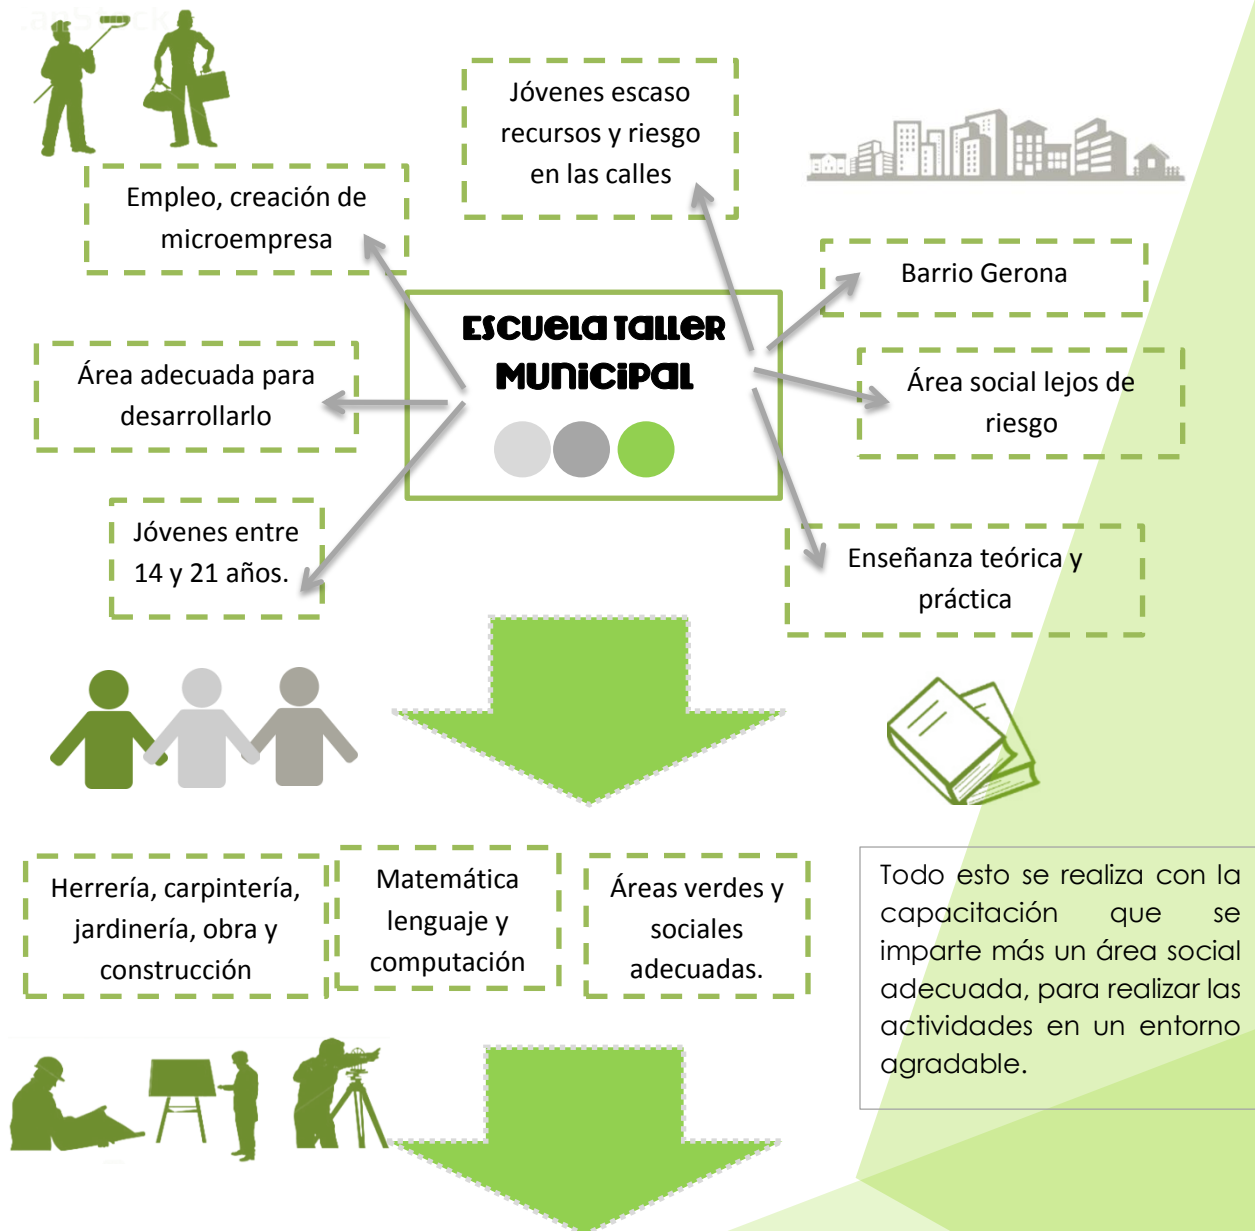 Jóvenes escaso
recursos y riesgo
en las calles
Empleo, creación de
microempresa
Barrio Gerona
ESCUELA TALLER
MUNICIPAL
Área adecuada para
desarrollarlo
Área social lejos de
riesgo
Jóvenes entre
14 y 21 años.
Enseñanza teórica y
práctica
Herrería, carpintería,
jardinería, obra y
construcción
Matemática
lenguaje y
computación
Áreas verdes y
sociales
adecuadas.
Todo esto se realiza con la
capacitación que se
imparte más un área social
adecuada, para realizar las
actividades en un entorno
agradable.